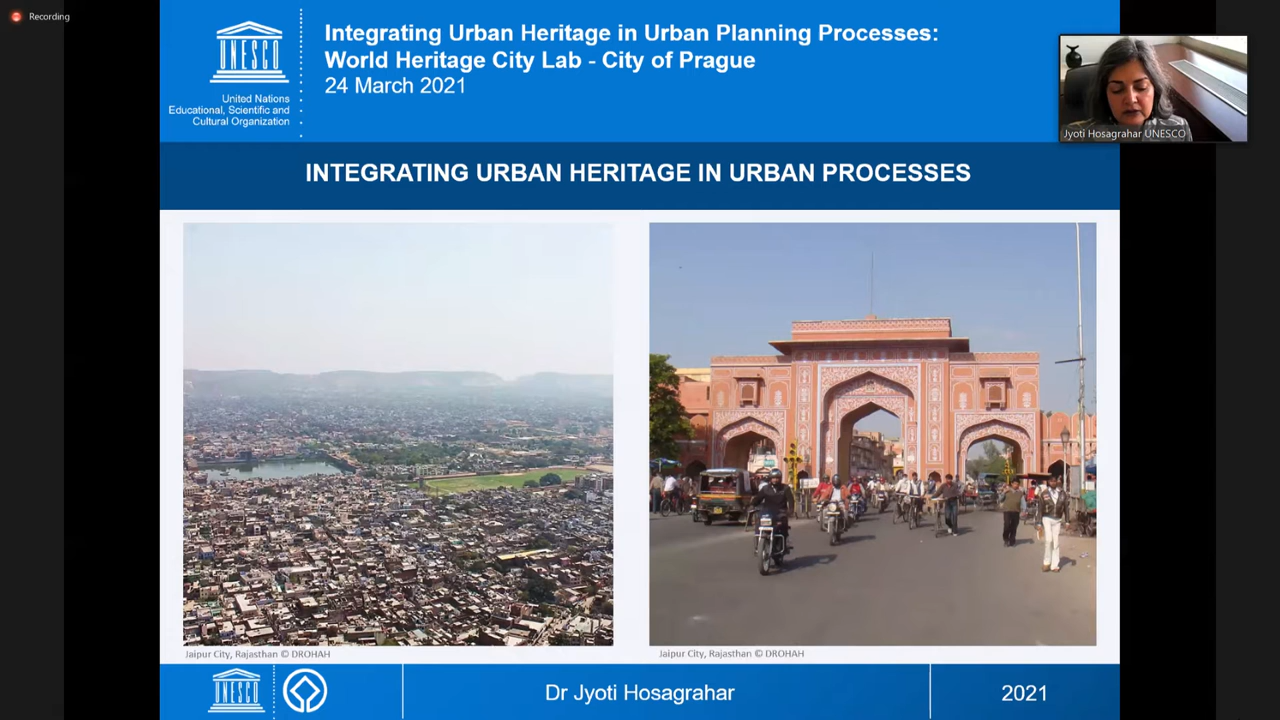 Recording
UNESCO
United Nations
Educational, Scientific and
Cultural Organization
Integrating Urban Heritage in Urban Planning Processes:
World Heritage City Lab - City of Prague
24 March 2021
Jyoti Hosagrahar UNESCO
INTEGRATING URBAN HERITAGE IN URBAN PROCESSES
Jaipur City, Rajasthan © DROHAH
Jaipur City, Rajasthan © DROHAH
UNESCO
Dr Jyoti Hosagrahar
2021